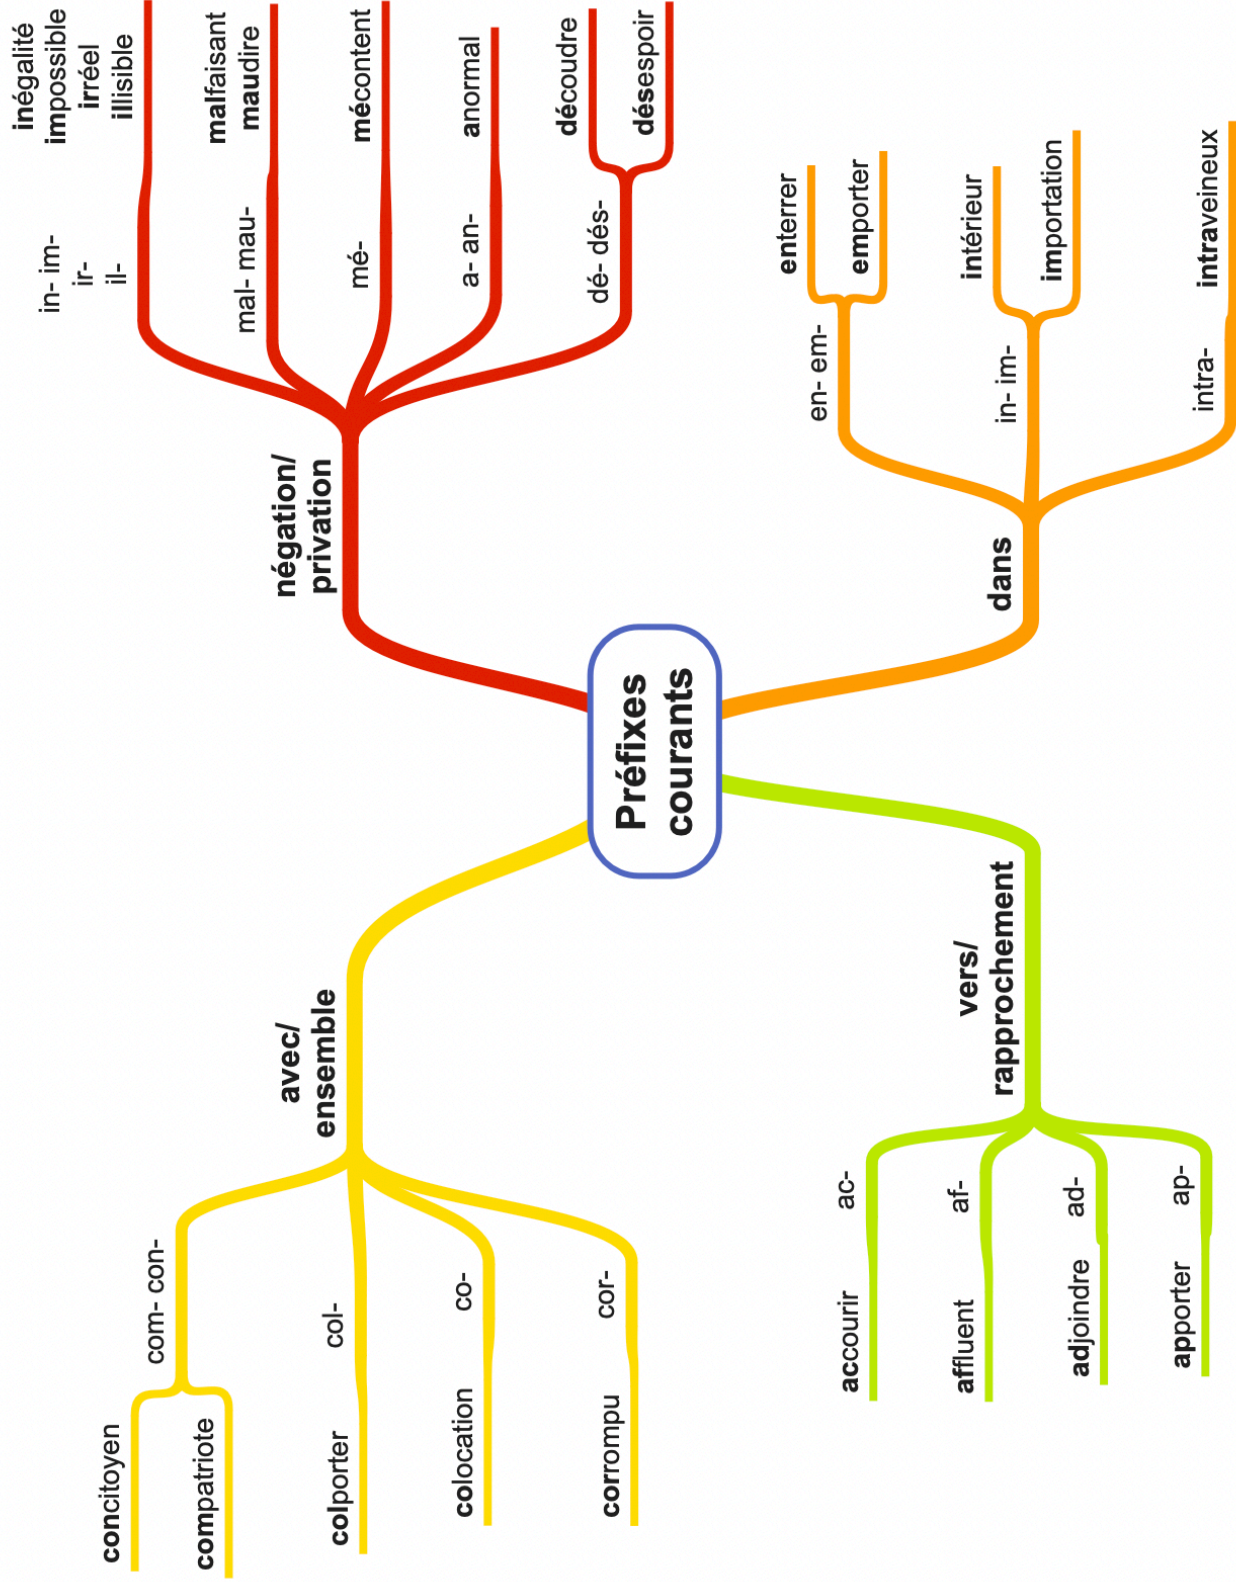 Préfixes
courants
avec/
ensemble
com- con-
concitoyen
compatriote
col-
colporter
co-
colocation
cor-
corrompu
négation/
privation
in- im-
ir-
il-
inégalité
impossible
irréel
illisible
mal- mau-
malfaisant
maudire
mé-
mécontent
a- an-
anormal
dé- dés-
découdre
désespoir
vers/
rapprochement
ac-
accourir
af-
affluent
ad-
adjoindre
ap-
apporter
dans
en- em-
enterrer
emporter
in- im-
intérieur
importation
intra-
intraveineux